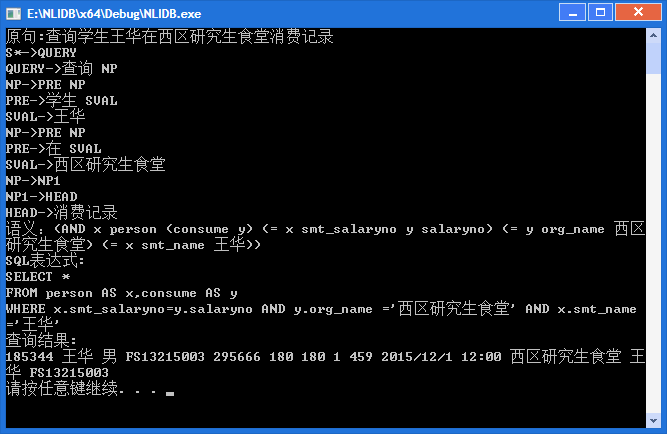 E:\NLIDB\x64\Debug\NLIDB.exe
原句:查询学生王华在西区研究生食堂消费记录
S*->QUERY
QUERY->查询 NP
NP->PRE NP
PRE->学生 SVAL
SVAL->王华
NP->PRE NP
PRE->在 SVAL
SVAL->西区研究生食堂
NP->NP1
NP1->HEAD
HEAD->消费记录
语义: (AND x person (consume y) (= x smt_salaryno y salaryno) (= y org_name 西区
研究生食堂) (= x smt_name 王华))
SQL表达式:
SELECT *
FROM person AS x,consume AS y
WHERE x.smt_salaryno=y.salaryno AND y.org_name ='西区研究生食堂' AND x.smt_name
='王华'
查询结果:
185344 王华 男 FS13215003 295666 180 180 1 459 2015/12/1 12:00 西区研究生食堂 王
华 FS13215003
请按任意键继续. . .